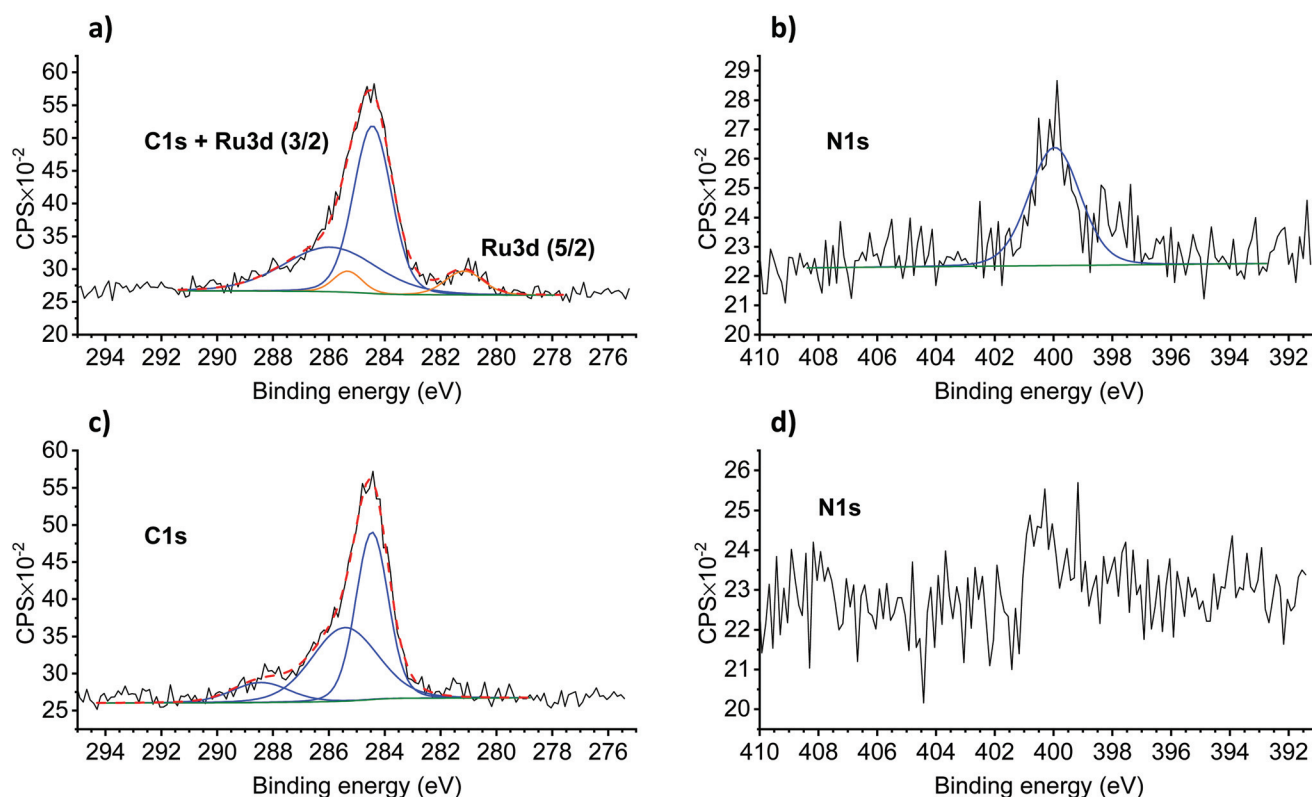 a)
60
55
50
45
40
35
30
25
20
CPS×10⁻²
C1s + Ru3d (3/2)
Ru3d (5/2)
294 292 290 288 286 284 282 280 278 276
Binding energy (eV)
b)
29
28
27
26
25
24
23
22
21
20
CPS×10⁻²
N1s
410 408 406 404 402 400 398 396 394 392
Binding energy (eV)
c)
60
55
50
45
40
35
30
25
CPS×10⁻²
C1s
294 292 290 288 286 284 282 280 278 276
Binding energy (eV)
d)
26
25
24
23
22
21
20
CPS×10⁻²
N1s
410 408 406 404 402 400 398 396 394 392
Binding energy (eV)